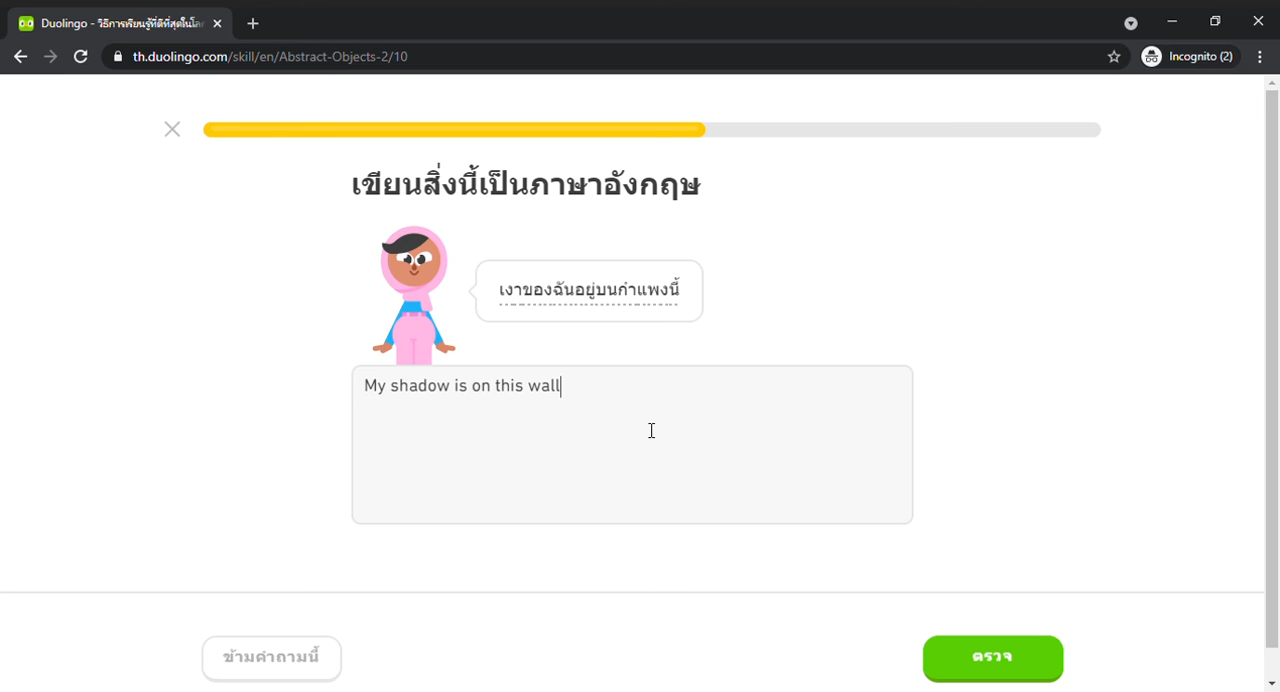 Duolingo - วิธีการเรียนรู้ที่ดีที่สุดในโล
th.duolingo.com/skill/en/Abstract-Objects-2/10
Incognito (2)
เขียนสิ่งนี้เป็นภาษาอังกฤษ
เงาของฉันอยู่บนกำแพงนี้
My shadow is on this wall
ข้ามคำถามนี้
ตรวจ